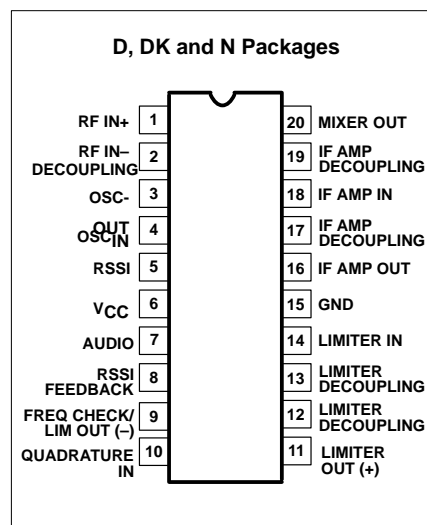 D, DK and N Packages
RF IN+ 1
RF IN–
DECOUPLING 2
OSC- 3
OUT
OSCIN 4
RSSI 5
VCC 6
AUDIO 7
RSSI
FEEDBACK 8
FREQ CHECK/
LIM OUT (–) 9
QUADRATURE
IN 10
20 MIXER OUT
19 IF AMP
DECOUPLING
18 IF AMP IN
17 IF AMP
DECOUPLING
16 IF AMP OUT
15 GND
14 LIMITER IN
13 LIMITER
DECOUPLING
12 LIMITER
DECOUPLING
11 LIMITER
OUT (+)